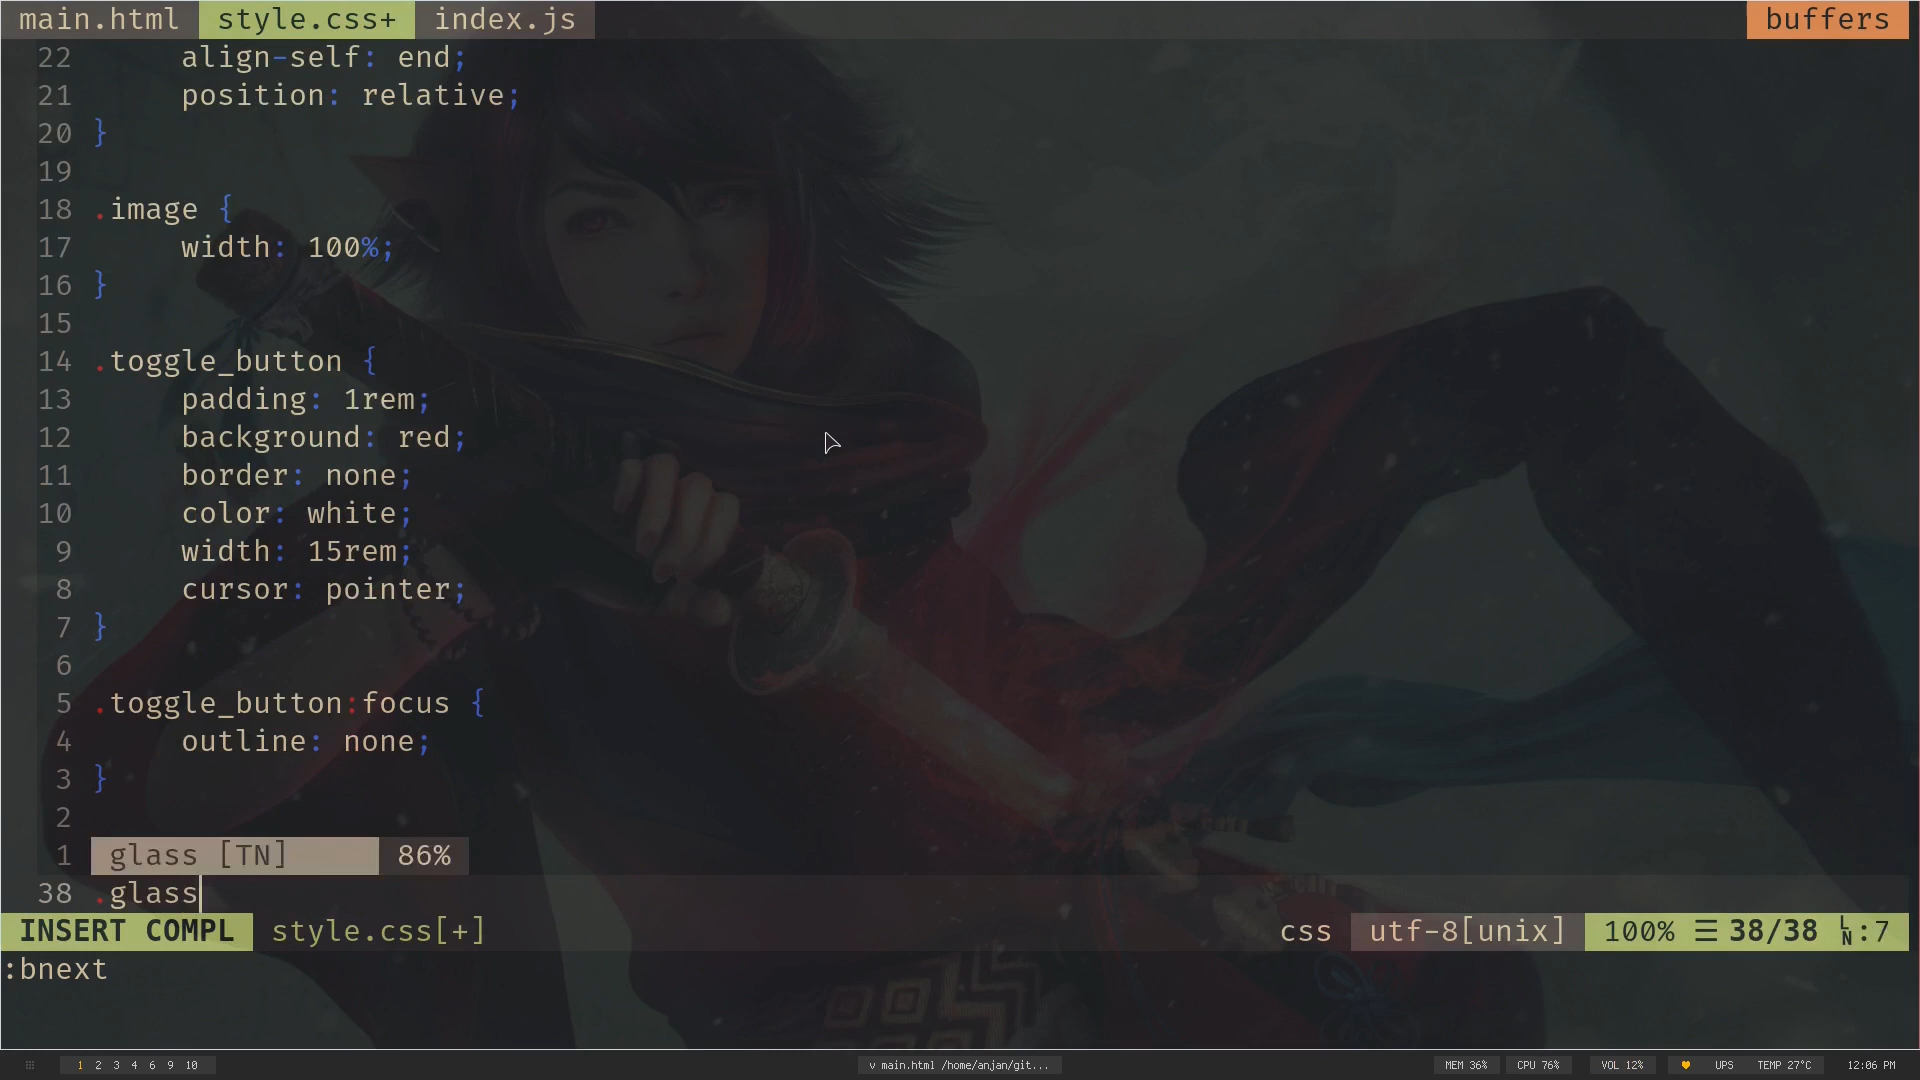 main.html style.css+ index.js buffers
22 align-self: end;
21 position: relative;
20 }
19
18 .image {
17 width: 100%;
16 }
15
14 .toggle_button {
13 padding: 1rem;
12 background: red;
11 border: none;
10 color: white;
9 width: 15rem;
8 cursor: pointer;
7 }
6
5 .toggle_button:focus {
4 outline: none;
3 }
2
1 glass [TN] 86%
38 .glass
INSERT COMPL style.css[+] css utf-8[unix] 100% ☰ 38/38 LN:7
:bnext
1 2 3 4 6 9 10 v main.html /home/anjan/git... MEM 36% CPU 76% VOL 12% ♥ UPS TEMP 27°C 12:06 PM